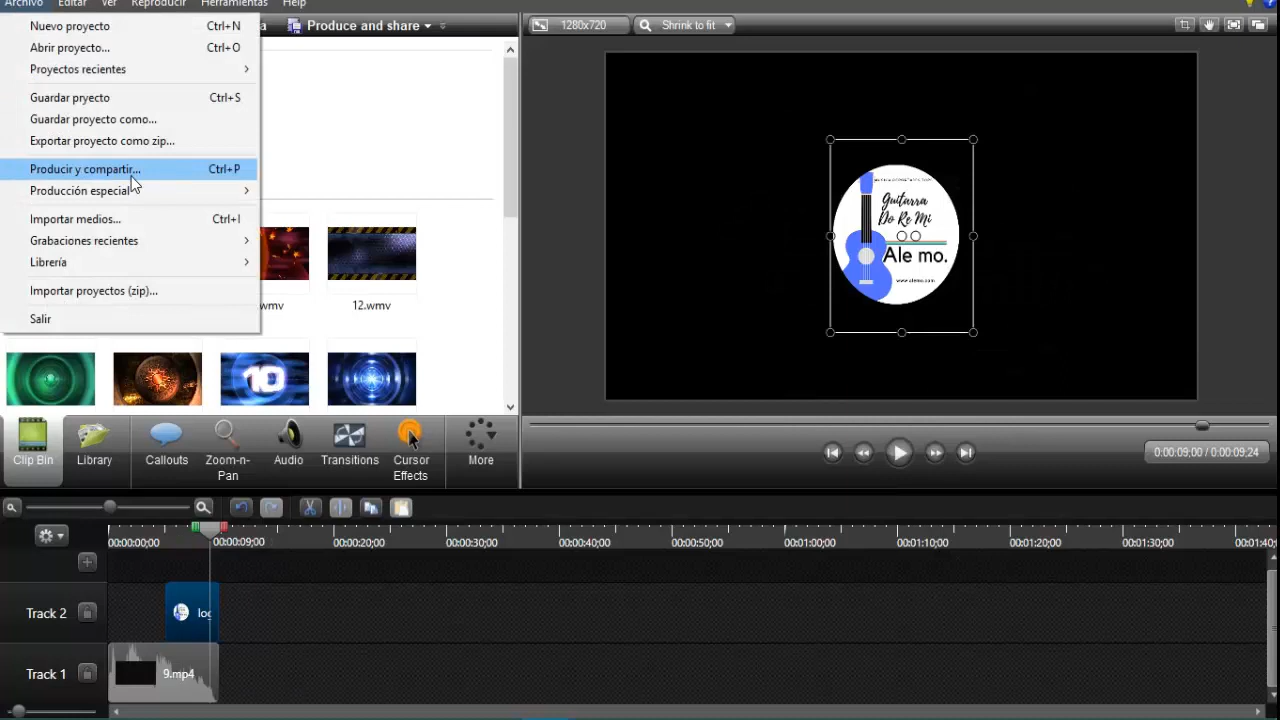 Archivo Editar Ver Reproducir Herramientas Help
Nuevo proyecto Ctrl+N
Abrir proyecto... Ctrl+O
Proyectos recientes
Guardar pryecto Ctrl+S
Guardar proyecto como...
Exportar proyecto como zip...
Producir y compartir... Ctrl+P
Producción especial
Importar medios... Ctrl+I
Grabaciones recientes
Librería
Importar proyectos (zip)...
Salir
Produce and share
1280x720 Shrink to fit
wmv 12.wmv
10
Guitarra
Do Re Mi
Ale mo.
www.alemo.com
Clip Bin Library Callouts Zoom-n-Pan Audio Transitions Cursor Effects More
0:00:09;00 / 0:00:09;24
00:00:00;00 00:00:09;00 00:00:20;00 00:00:30;00 00:00:40;00 00:00:50;00 00:01:00;00 00:01:10;00 00:01:20;00 00:01:30;00 00:01:40
Track 2 log
Track 1 9.mp4